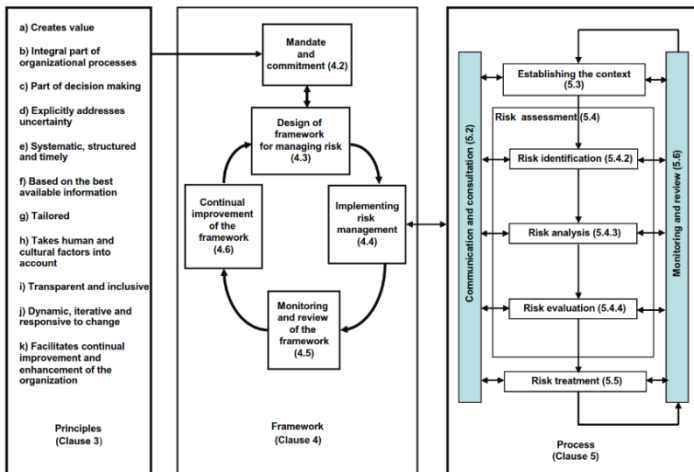 a) Creates value
b) Integral part of
organizational processes
c) Part of decision making
d) Explicitly addresses
uncertainty
e) Systematic, structured
and timely
f) Based on the best
available information
g) Tailored
h) Takes human and
cultural factors into
account
i) Transparent and inclusive
j) Dynamic, iterative and
responsive to change
k) Facilitates continual
improvement and
enhancement of the
organization
Principles
(Clause 3)
Mandate
and
commitment (4.2)
Design of
framework
for managing risk
(4.3)
Continual
improvement
of the
framework
(4.6)
Implementing
risk
management
(4.4)
Monitoring
and review
of the
framework
(4.5)
Framework
(Clause 4)
Communication and consultation (5.2)
Establishing the context
(5.3)
Risk assessment (5.4)
Risk identification (5.4.2)
Risk analysis (5.4.3)
Risk evaluation (5.4.4)
Risk treatment (5.5)
Monitoring and review (5.6)
Process
(Clause 5)